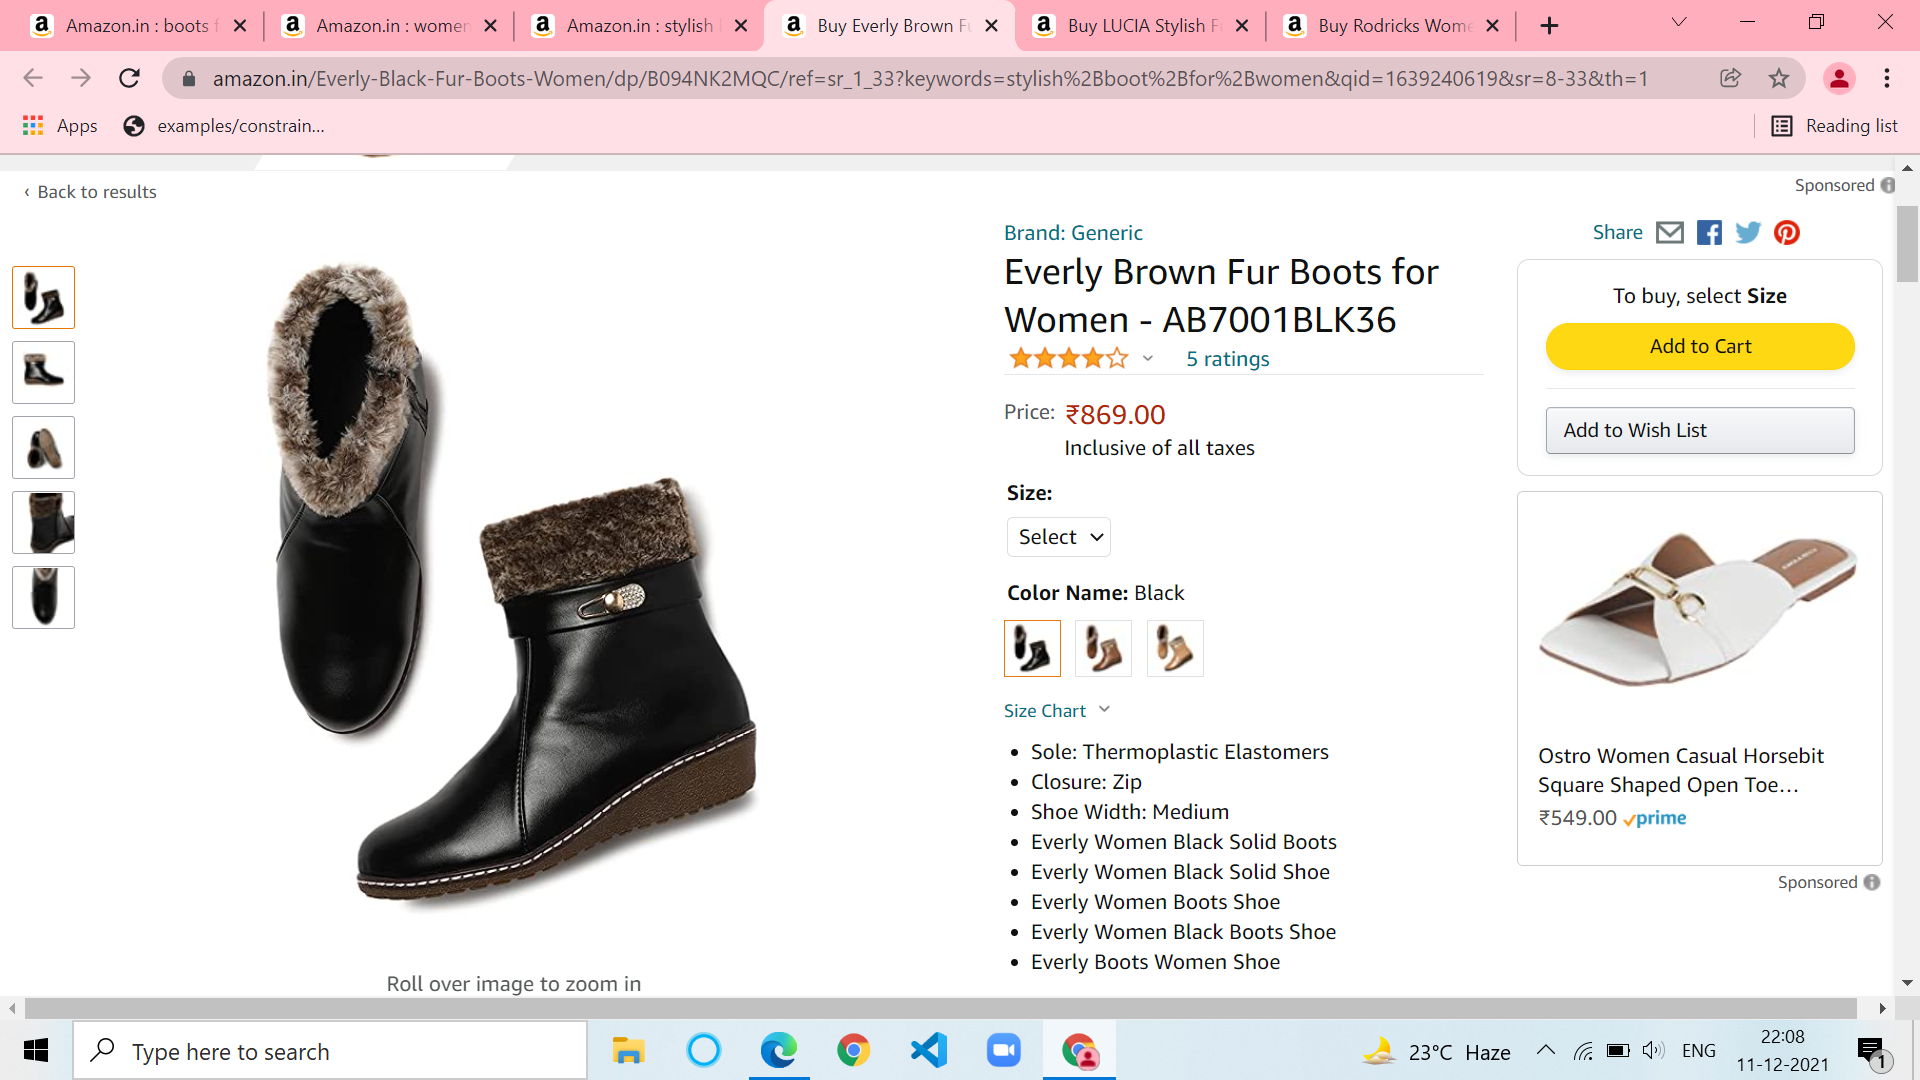 Amazon.in : boots f
Amazon.in : women
Amazon.in : stylish
Buy Everly Brown Fu
Buy LUCIA Stylish F
Buy Rodricks Wome
amazon.in/Everly-Black-Fur-Boots-Women/dp/B094NK2MQC/ref=sr_1_33?keywords=stylish%2Bboot%2Bfor%2Bwomen&qid=1639240619&sr=8-33&th=1
Apps
examples/constrain...
Reading list
‹ Back to results
Sponsored
Brand: Generic
Share
Everly Brown Fur Boots for
Women - AB7001BLK36
5 ratings
Price: ₹869.00
Inclusive of all taxes
Size:
Select
Color Name: Black
Size Chart
• Sole: Thermoplastic Elastomers
• Closure: Zip
• Shoe Width: Medium
• Everly Women Black Solid Boots
• Everly Women Black Solid Shoe
• Everly Women Boots Shoe
• Everly Women Black Boots Shoe
• Everly Boots Women Shoe
To buy, select Size
Add to Cart
Add to Wish List
Ostro Women Casual Horsebit
Square Shaped Open Toe…
₹549.00 prime
Sponsored
Roll over image to zoom in
Type here to search
23°C Haze
ENG
22:08
11-12-2021
1